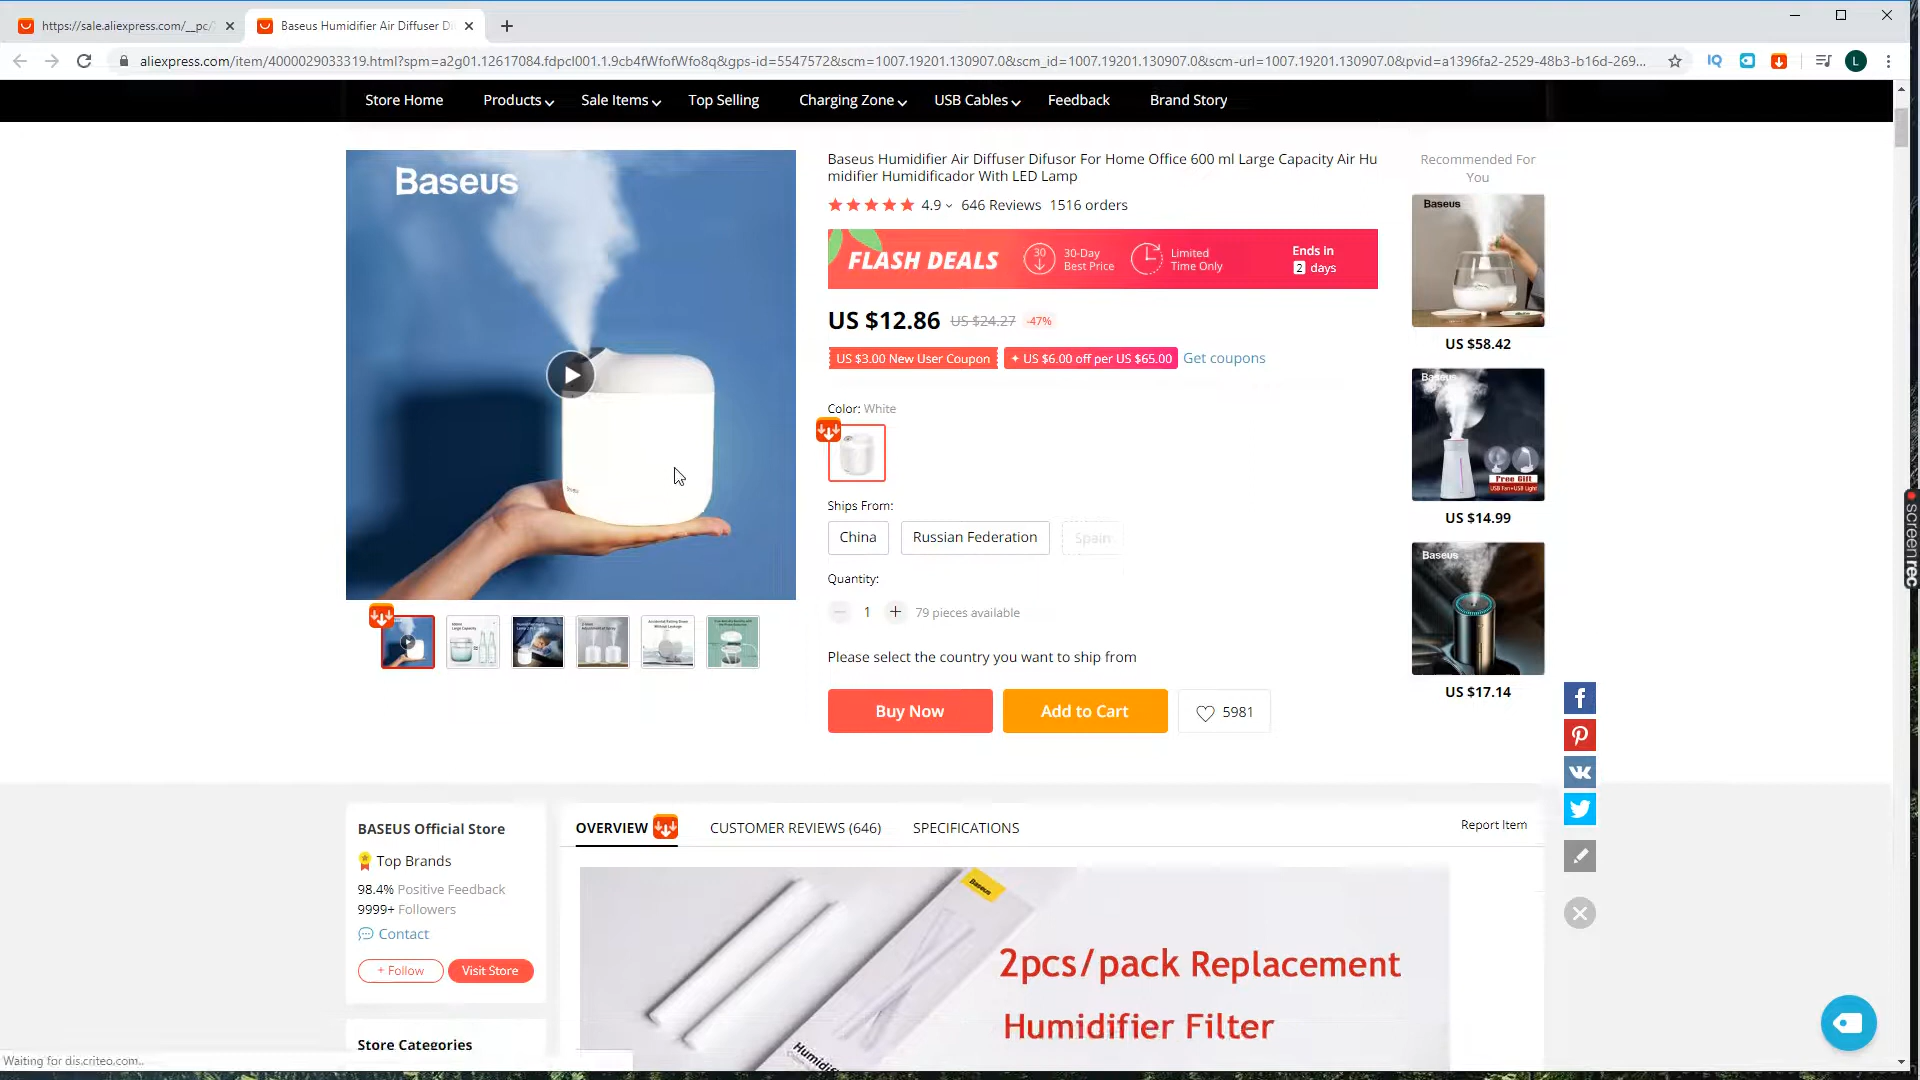 https://sale.aliexpress.com/__pc/
Baseus Humidifier Air Diffuser Di
aliexpress.com/item/4000029033319.html?spm=a2g01.12617084.fdpcl001.1.9cb4fWfofWfo8q&gps-id=5547572&scm=1007.19201.130907.0&scm_id=1007.19201.130907.0&scm-url=1007.19201.130907.0&pvid=a1396fa2-2529-48b3-b16d-269...
IQ
L
Store Home Products Sale Items Top Selling Charging Zone USB Cables Feedback Brand Story
Baseus
Baseus Humidifier Air Diffuser Difusor For Home Office 600 ml Large Capacity Air Hu
midifier Humidificador With LED Lamp
4.9 646 Reviews 1516 orders
FLASH DEALS
30
30-Day
Best Price
Limited
Time Only
Ends in
2 days
US $12.86 US $24.27 -47%
US $3.00 New User Coupon US $6.00 off per US $65.00 Get coupons
Color: White
Ships From:
China Russian Federation Spain
Quantity:
1 79 pieces available
Please select the country you want to ship from
Buy Now Add to Cart 5981
Recommended For
You
Baseus
US $58.42
Baseus
Free Gift
USB Fan+USB Light
US $14.99
Baseus
US $17.14
screenrec
BASEUS Official Store
Top Brands
98.4% Positive Feedback
9999+ Followers
Contact
+ Follow Visit Store
Store Categories
OVERVIEW CUSTOMER REVIEWS (646) SPECIFICATIONS
Report Item
Baseus
2pcs/pack Replacement
Humidifier Filter
Waiting for dis.criteo.com..